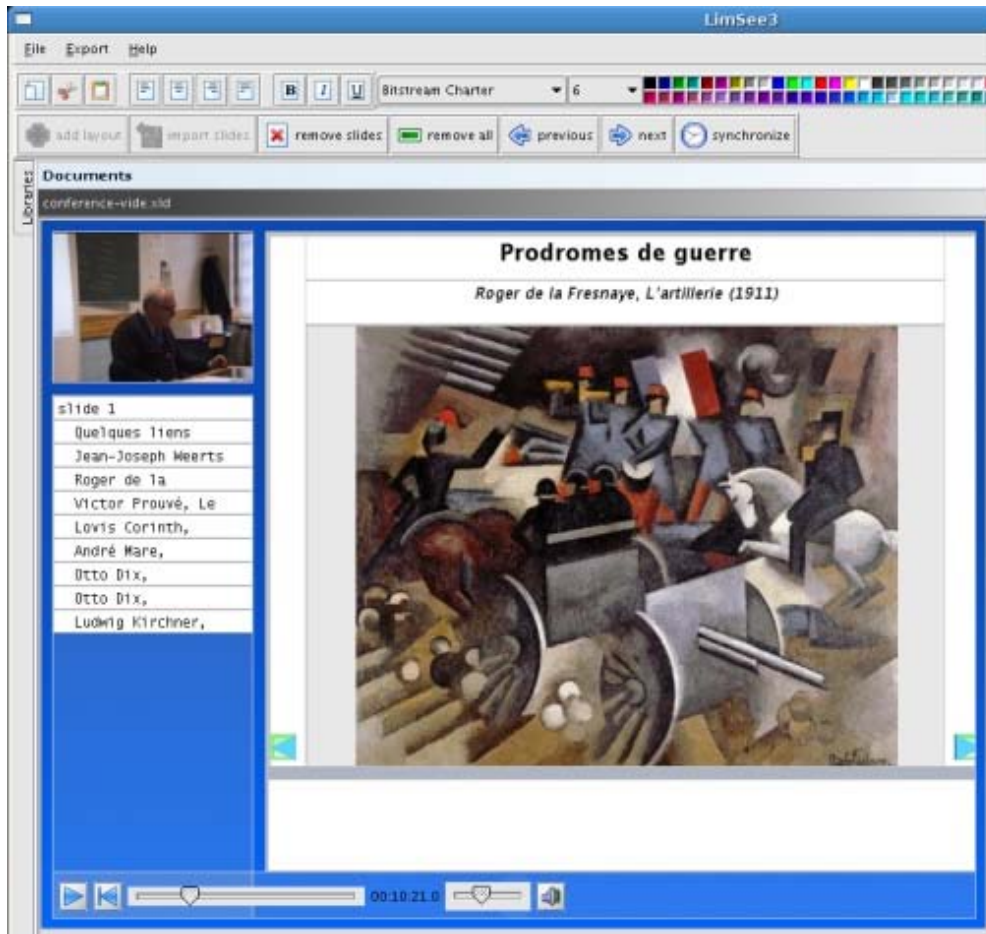 LimSee3
File Export Help
B I U Bitstream Charter 6
add layout import slides remove slides remove all previous next synchronize
Libraries
Documents
conference-vide.xld
Prodromes de guerre
Roger de la Fresnaye, L'artillerie (1911)
slide 1
Quelques liens
Jean-Joseph Weerts
Roger de la
Victor Prouvé, Le
Lovis Corinth,
André Mare,
Otto Dix,
Otto Dix,
Ludwig Kirchner,
00:10:21.0